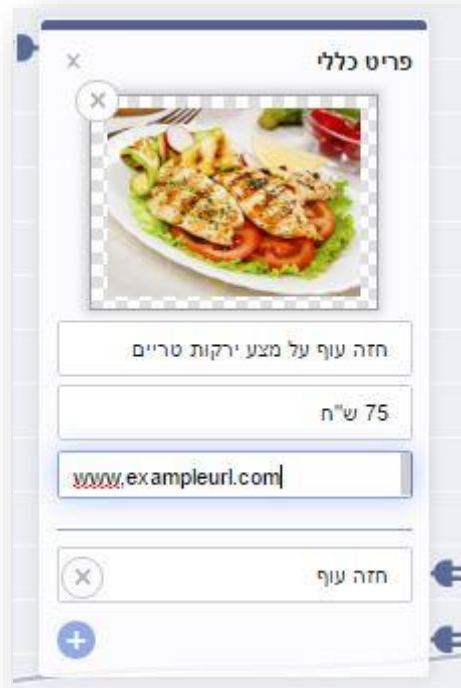 פריט כללי
חזה עוף על מצע ירקות טריים
75 ש"ח
www.exampleurl.com
חזה עוף